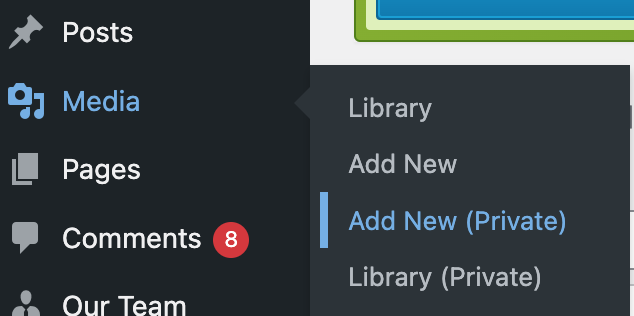 Posts
Media
Pages
Comments 8
Our Team
Library
Add New
Add New (Private)
Library (Private)